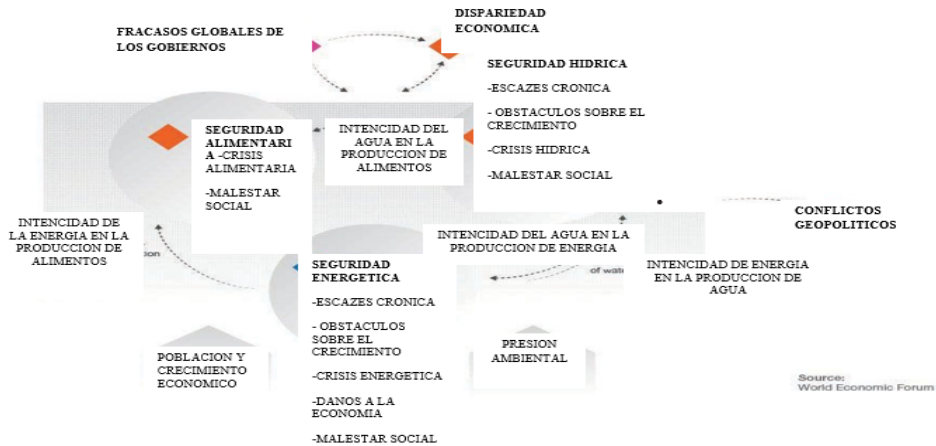 FRACASOS GLOBALES DE
LOS GOBIERNOS
DISPARIEDAD
ECONOMICA
SEGURIDAD HIDRICA
-ESCAZES CRONICA
- OBSTACULOS SOBRE EL
CRECIMIENTO
-CRISIS HIDRICA
-MALESTAR SOCIAL
SEGURIDAD
ALIMENTARI
A -CRISIS
ALIMENTARIA
-MALESTAR
SOCIAL
INTENCIDAD DEL
AGUA EN LA
PRODUCCION DE
ALIMENTOS
INTENCIDAD DE
LA ENERGIA EN LA
PRODUCCION DE
ALIMENTOS
INTENCIDAD DEL AGUA EN LA
PRODUCCION DE ENERGIA
CONFLICTOS
GEOPOLITICOS
INTENCIDAD DE ENERGIA
EN LA PRODUCCION DE
AGUA
SEGURIDAD
ENERGETICA
-ESCAZES CRONICA
- OBSTACULOS
SOBRE EL
CRECIMIENTO
-CRISIS ENERGETICA
-DANOS A LA
ECONOMIA
-MALESTAR SOCIAL
POBLACION Y
CRECIMIENTO
ECONOMICO
PRESION
AMBIENTAL
Source:
World Economic Forum